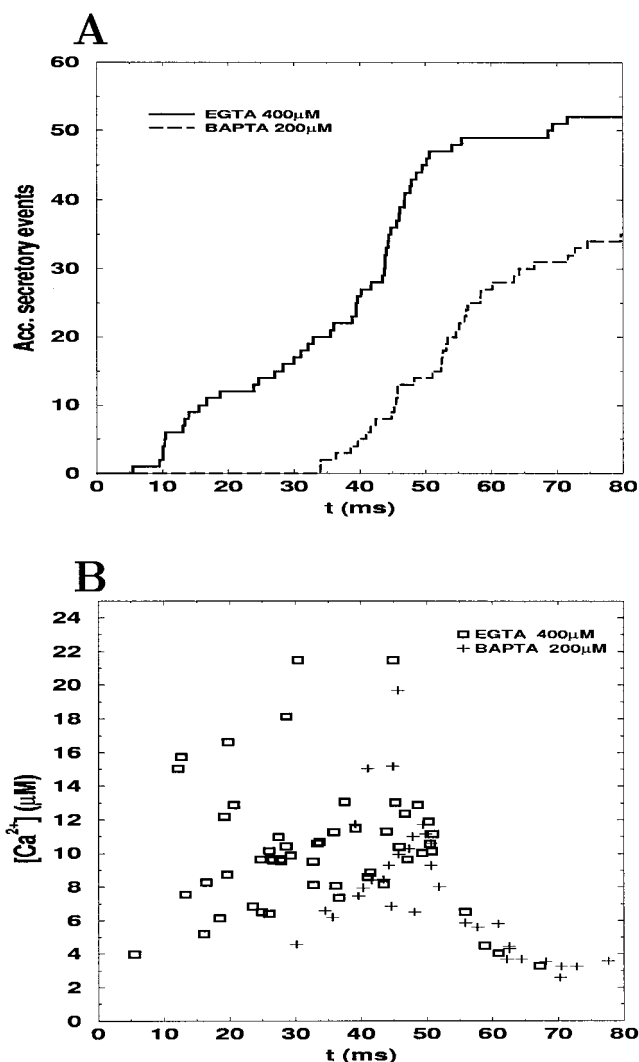 A
60
50
40
30
20
10
0
Acc. secretory events
EGTA 400μM
BAPTA 200μM
0 10 20 30 40 50 60 70 80
t (ms)
B
24
22
20
18
16
14
12
10
8
6
4
2
0
[Ca²⁺] (μM)
EGTA 400μM
BAPTA 200μM
0 10 20 30 40 50 60 70 80
t (ms)